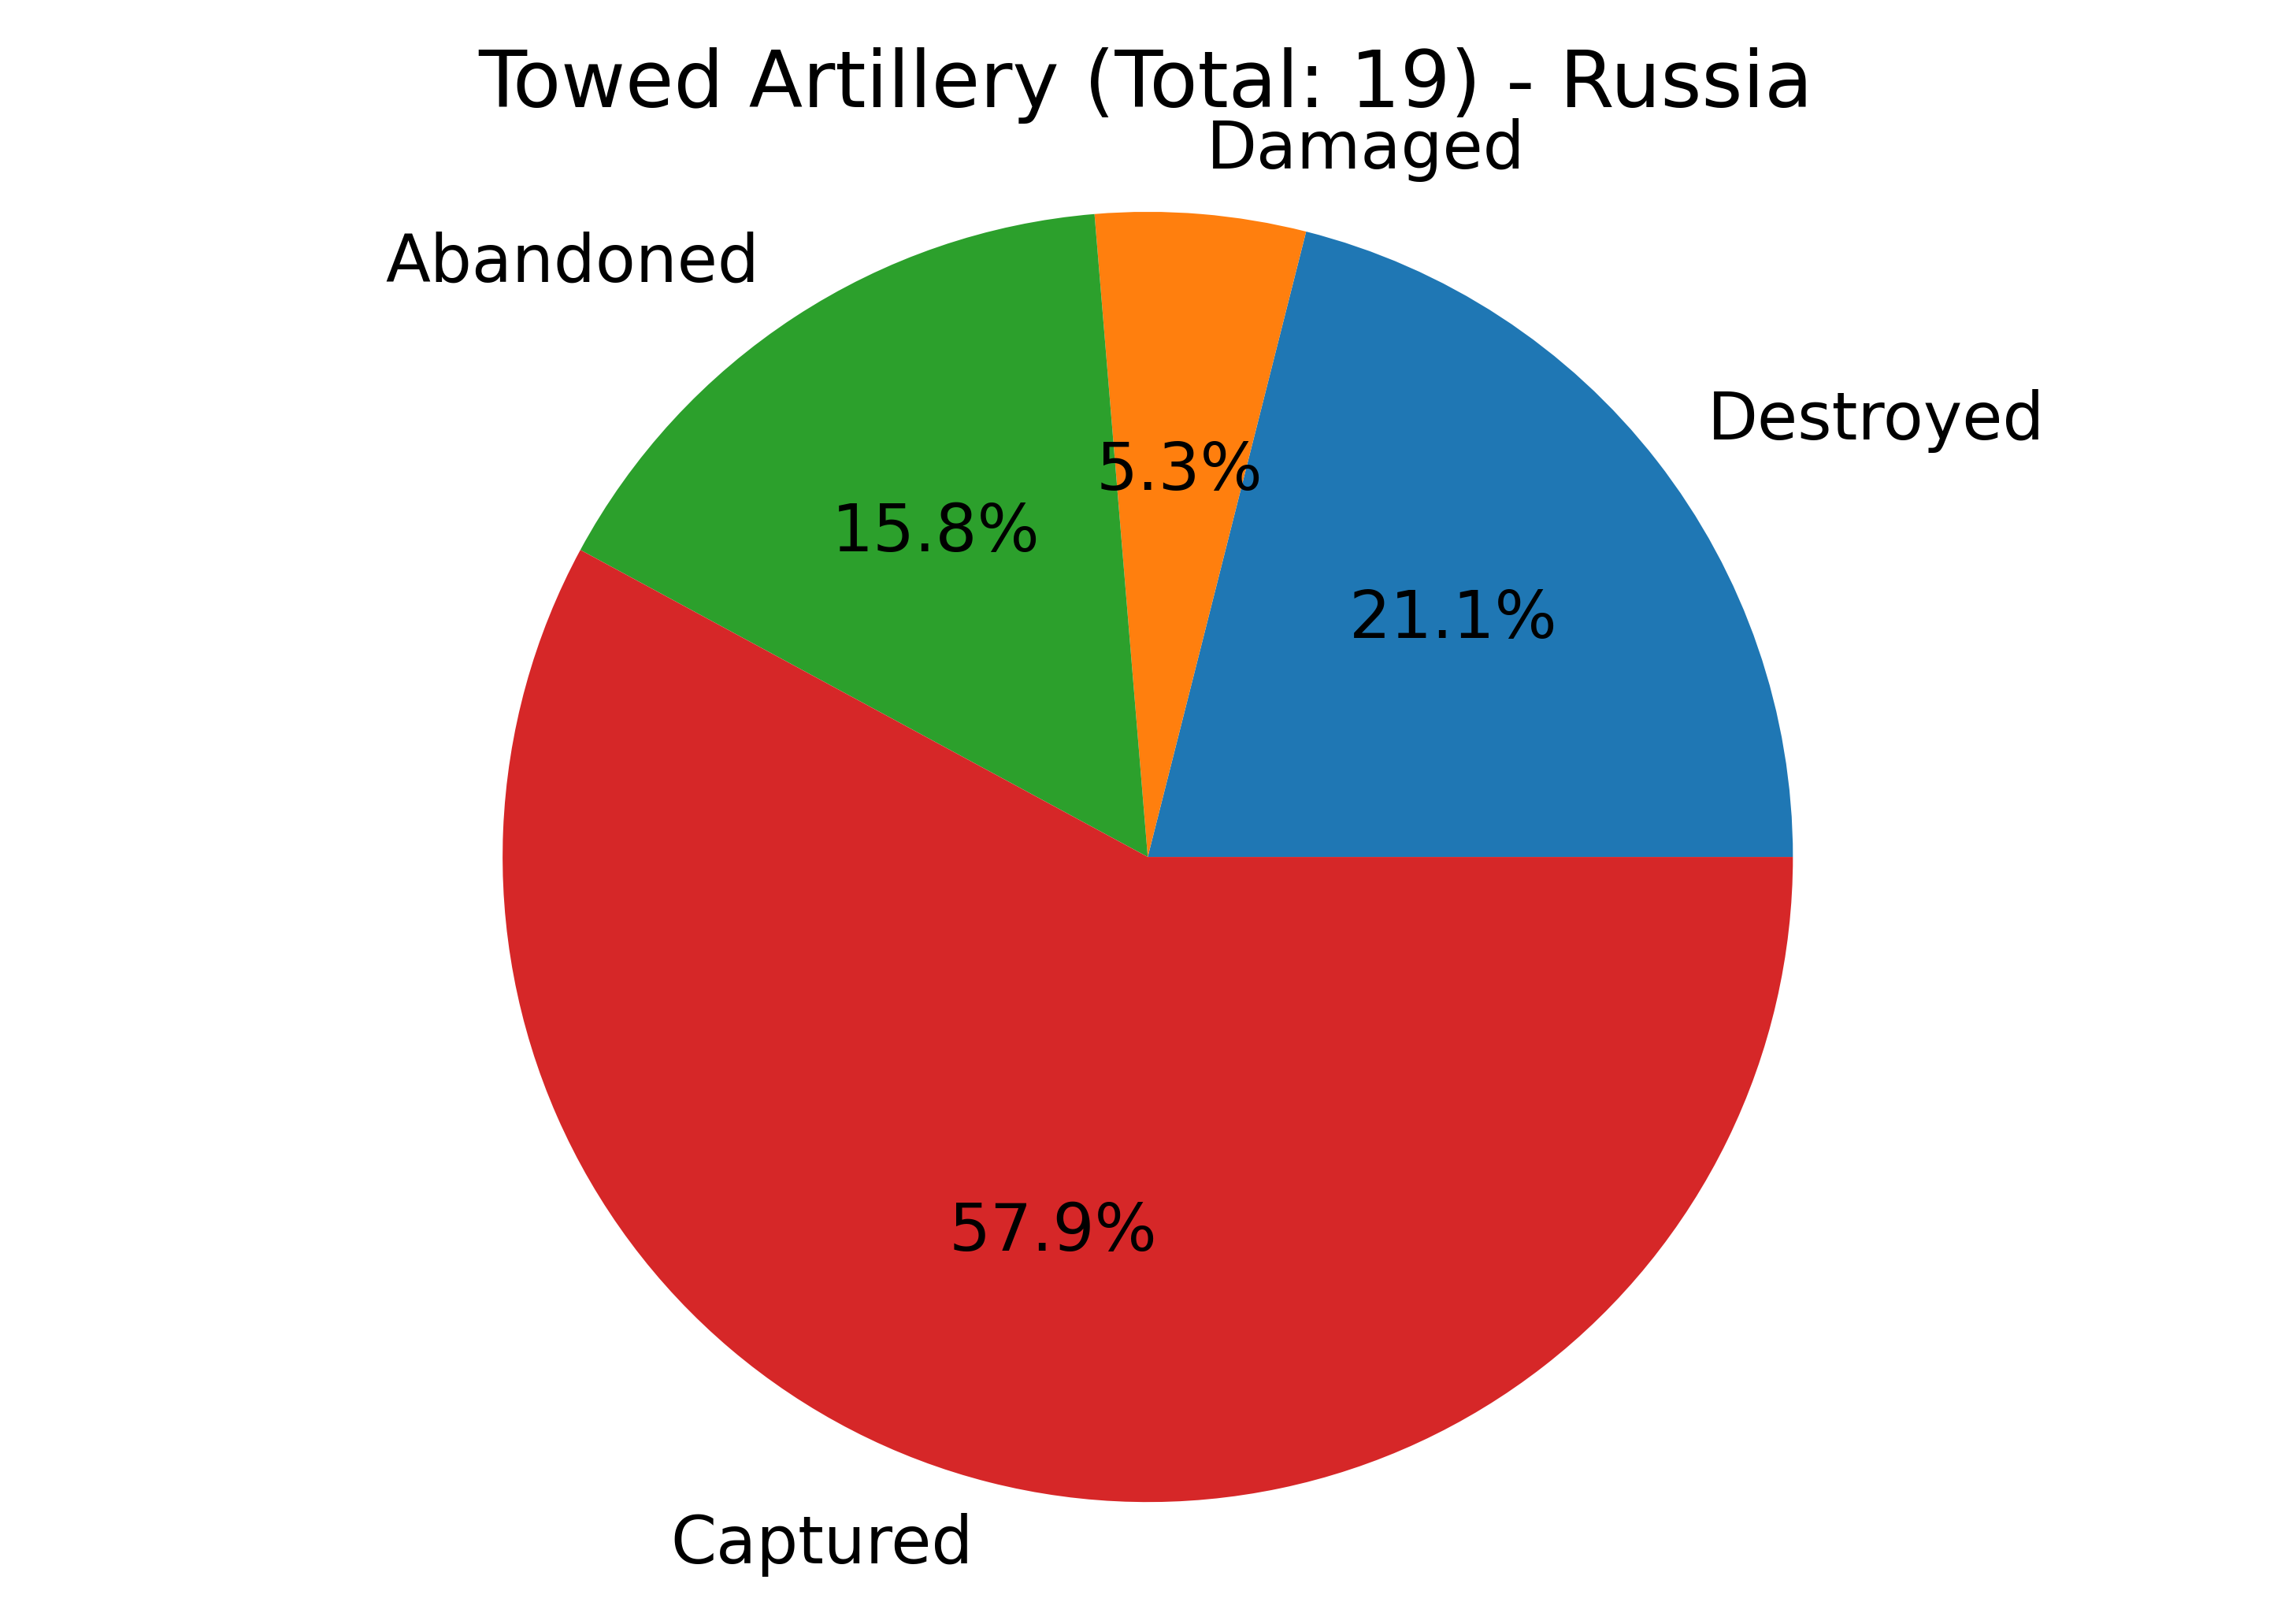 Towed Artillery (Total: 19) - Russia
Damaged
Abandoned
Destroyed
5.3%
15.8%
21.1%
57.9%
Captured